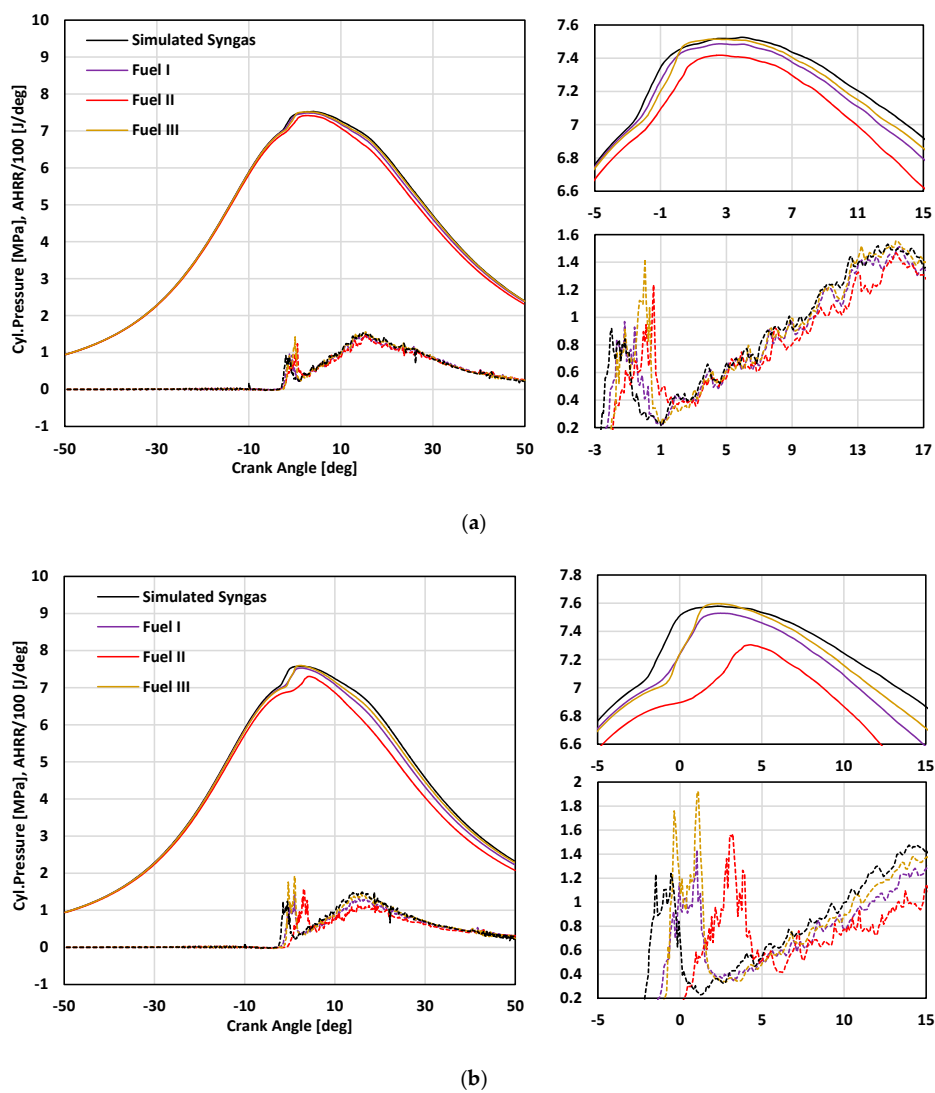 10
9
8
7
6
5
4
3
2
1
0
-1
-50 -30 -10 10 30 50
Cyl.Pressure [MPa], AHRR/100 [J/deg]
Crank Angle [deg]
Simulated Syngas
Fuel I
Fuel II
Fuel III
7.6
7.4
7.2
7
6.8
6.6
-5 -1 3 7 11 15
1.6
1.4
1.2
1
0.8
0.6
0.4
0.2
-3 1 5 9 13 17
(a)
10
9
8
7
6
5
4
3
2
1
0
-1
-50 -30 -10 10 30 50
Cyl.Pressure [MPa], AHRR/100 [J/deg]
Crank Angle [deg]
Simulated Syngas
Fuel I
Fuel II
Fuel III
7.8
7.6
7.4
7.2
7
6.8
6.6
-5 0 5 10 15
2
1.8
1.6
1.4
1.2
1
0.8
0.6
0.4
0.2
-5 0 5 10 15
(b)